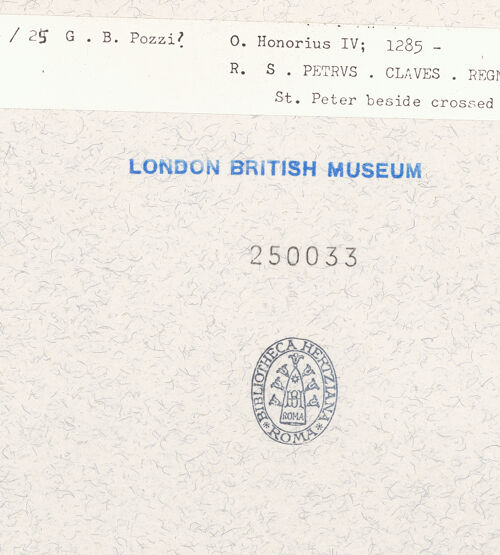 / 25 G . B. Pozzi? O. Honorius IV; 1285 -
R. S . PETRVS . CLAVES . REGN
St. Peter beside crossed
LONDON BRITISH MUSEUM
250033
BIBLIOTHECA HERTZIANA
ROMA
* ROMA *